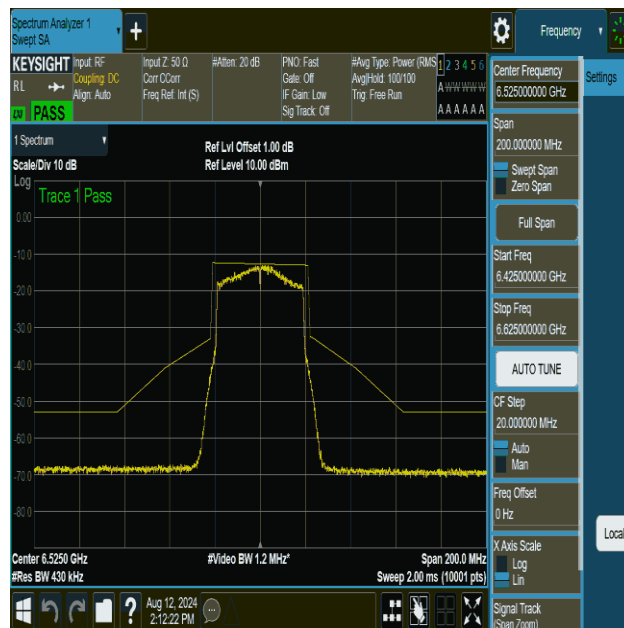 Spectrum Analyzer 1
Swept SA
Frequency
KEYSIGHT
RL
Input: RF
Coupling: DC
Align: Auto
Input Z: 50 Ω
Corr CCorr
Freq Ref: Int (S)
#Atten: 20 dB
PNO: Fast
Gate: Off
IF Gain: Low
Sig Track: Off
#Avg Type: Power (RMS
Avg|Hold: 100/100
Trig: Free Run
1 2 3 4 5 6
A W W W W W
A A A A A A
PASS
1 Spectrum
Scale/Div 10 dB
Ref Lvl Offset 1.00 dB
Ref Level 10.00 dBm
Log
Trace 1 Pass
0.00
-10.0
-20.0
-30.0
-40.0
-50.0
-60.0
-70.0
-80.0
Center 6.5250 GHz
#Res BW 430 kHz
#Video BW 1.2 MHz*
Span 200.0 MHz
Sweep 2.00 ms (10001 pts)
Aug 12, 2024
2:12:22 PM
?
Center Frequency
6.525000000 GHz
Span
200.000000 MHz
Swept Span
Zero Span
Full Span
Start Freq
6.425000000 GHz
Stop Freq
6.625000000 GHz
AUTO TUNE
CF Step
20.000000 MHz
Auto
Man
Freq Offset
0 Hz
X Axis Scale
Log
Lin
Signal Track
(Span Zoom)
Settings
Local